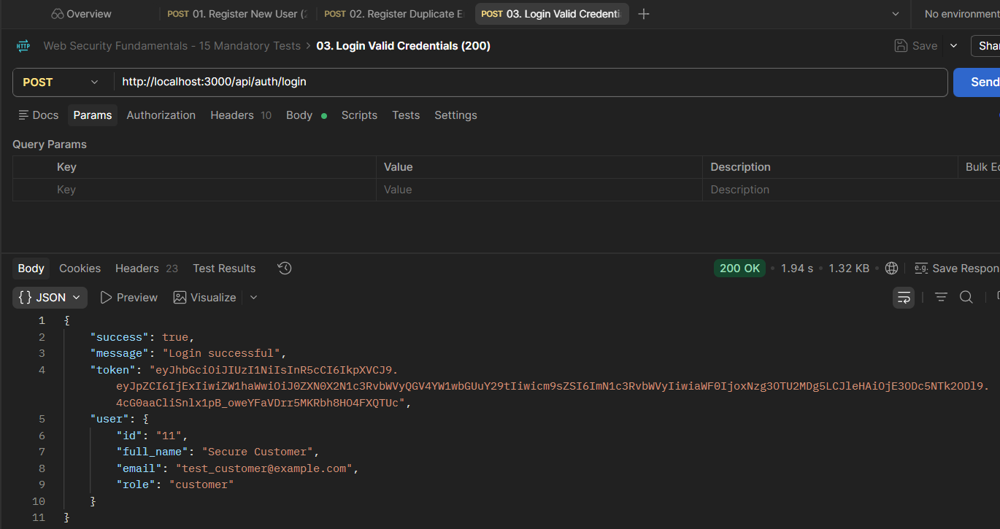 Overview POST 01. Register New User ( POST 02. Register Duplicate E POST 03. Login Valid Credenti No environment
HTTP Web Security Fundamentals - 15 Mandatory Tests > 03. Login Valid Credentials (200) Save Shar
POST http://localhost:3000/api/auth/login Send
Docs Params Authorization Headers 10 Body Scripts Tests Settings
Query Params
Key Value Description Bulk Ed
Key Value Description
Body Cookies Headers 23 Test Results 200 OK • 1.94 s • 1.32 KB • e.g. Save Respon
{} JSON Preview Visualize
1 {
2 "success": true,
3 "message": "Login successful",
4 "token": "eyJhbGciOiJIUzI1NiIsInR5cCI6IkpXVCJ9.
eyJpZCI6IjExIiwiZW1haWwiOiJ0ZXN0X2N1c3RvbWVyQGV4YW1wbGUuY29tIiwicm9sZSI6ImN1c3RvbWVyIiwiaWF0IjoxNzg3OTU2MDg5LCJleHAiOjE3ODc5NTk2ODl9.
4cG0aaCliSnlx1pB_oweYFaVDrr5MKRbh8HO4FXQTUc",
5 "user": {
6 "id": "11",
7 "full_name": "Secure Customer",
8 "email": "test_customer@example.com",
9 "role": "customer"
10 }
11 }